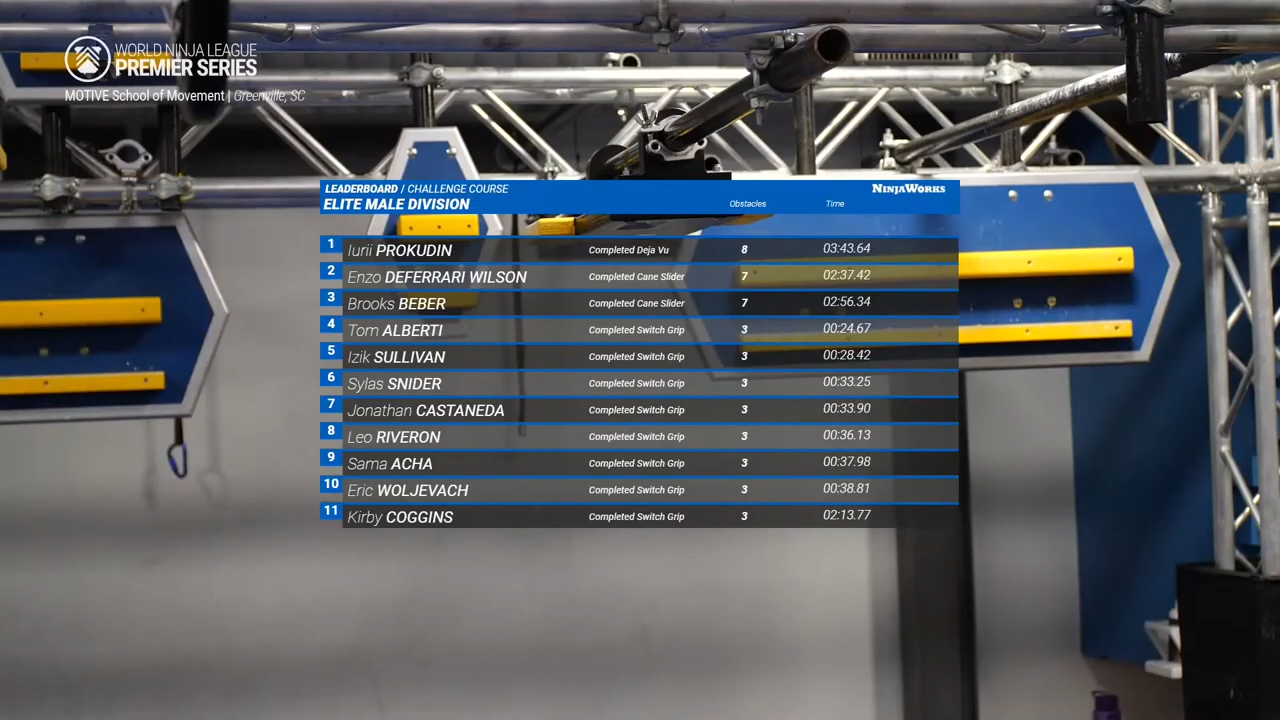 WORLD NINJA LEAGUE
PREMIER SERIES
MOTIVE School of Movement | Greenville, SC
LEADERBOARD / CHALLENGE COURSE
NINJAWORKS
ELITE MALE DIVISION Obstacles Time
1 Iurii PROKUDIN Completed Deja Vu 8 03:43.64
2 Enzo DEFERRARI WILSON Completed Cane Slider 7 02:37.42
3 Brooks BEBER Completed Cane Slider 7 02:56.34
4 Tom ALBERTI Completed Switch Grip 3 00:24.67
5 Izik SULLIVAN Completed Switch Grip 3 00:28.42
6 Sylas SNIDER Completed Switch Grip 3 00:33.25
7 Jonathan CASTANEDA Completed Switch Grip 3 00:33.90
8 Leo RIVERON Completed Switch Grip 3 00:36.13
9 Sama ACHA Completed Switch Grip 3 00:37.98
10 Eric WOLJEVACH Completed Switch Grip 3 00:38.81
11 Kirby COGGINS Completed Switch Grip 3 02:13.77